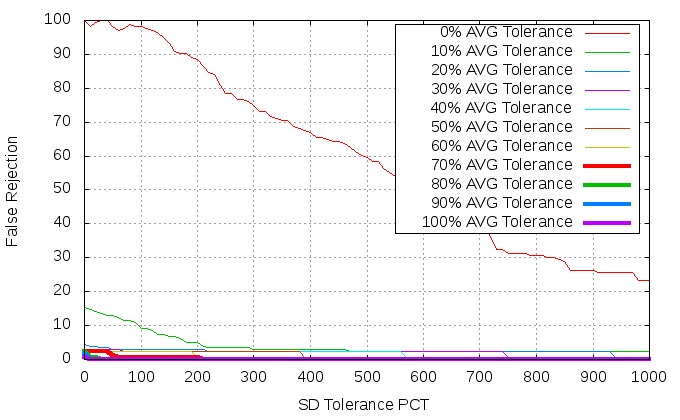 100
90
80
70
60
50
40
30
20
10
0
False Rejection
0% AVG Tolerance
10% AVG Tolerance
20% AVG Tolerance
30% AVG Tolerance
40% AVG Tolerance
50% AVG Tolerance
60% AVG Tolerance
70% AVG Tolerance
80% AVG Tolerance
90% AVG Tolerance
100% AVG Tolerance
0 100 200 300 400 500 600 700 800 900 1000
SD Tolerance PCT